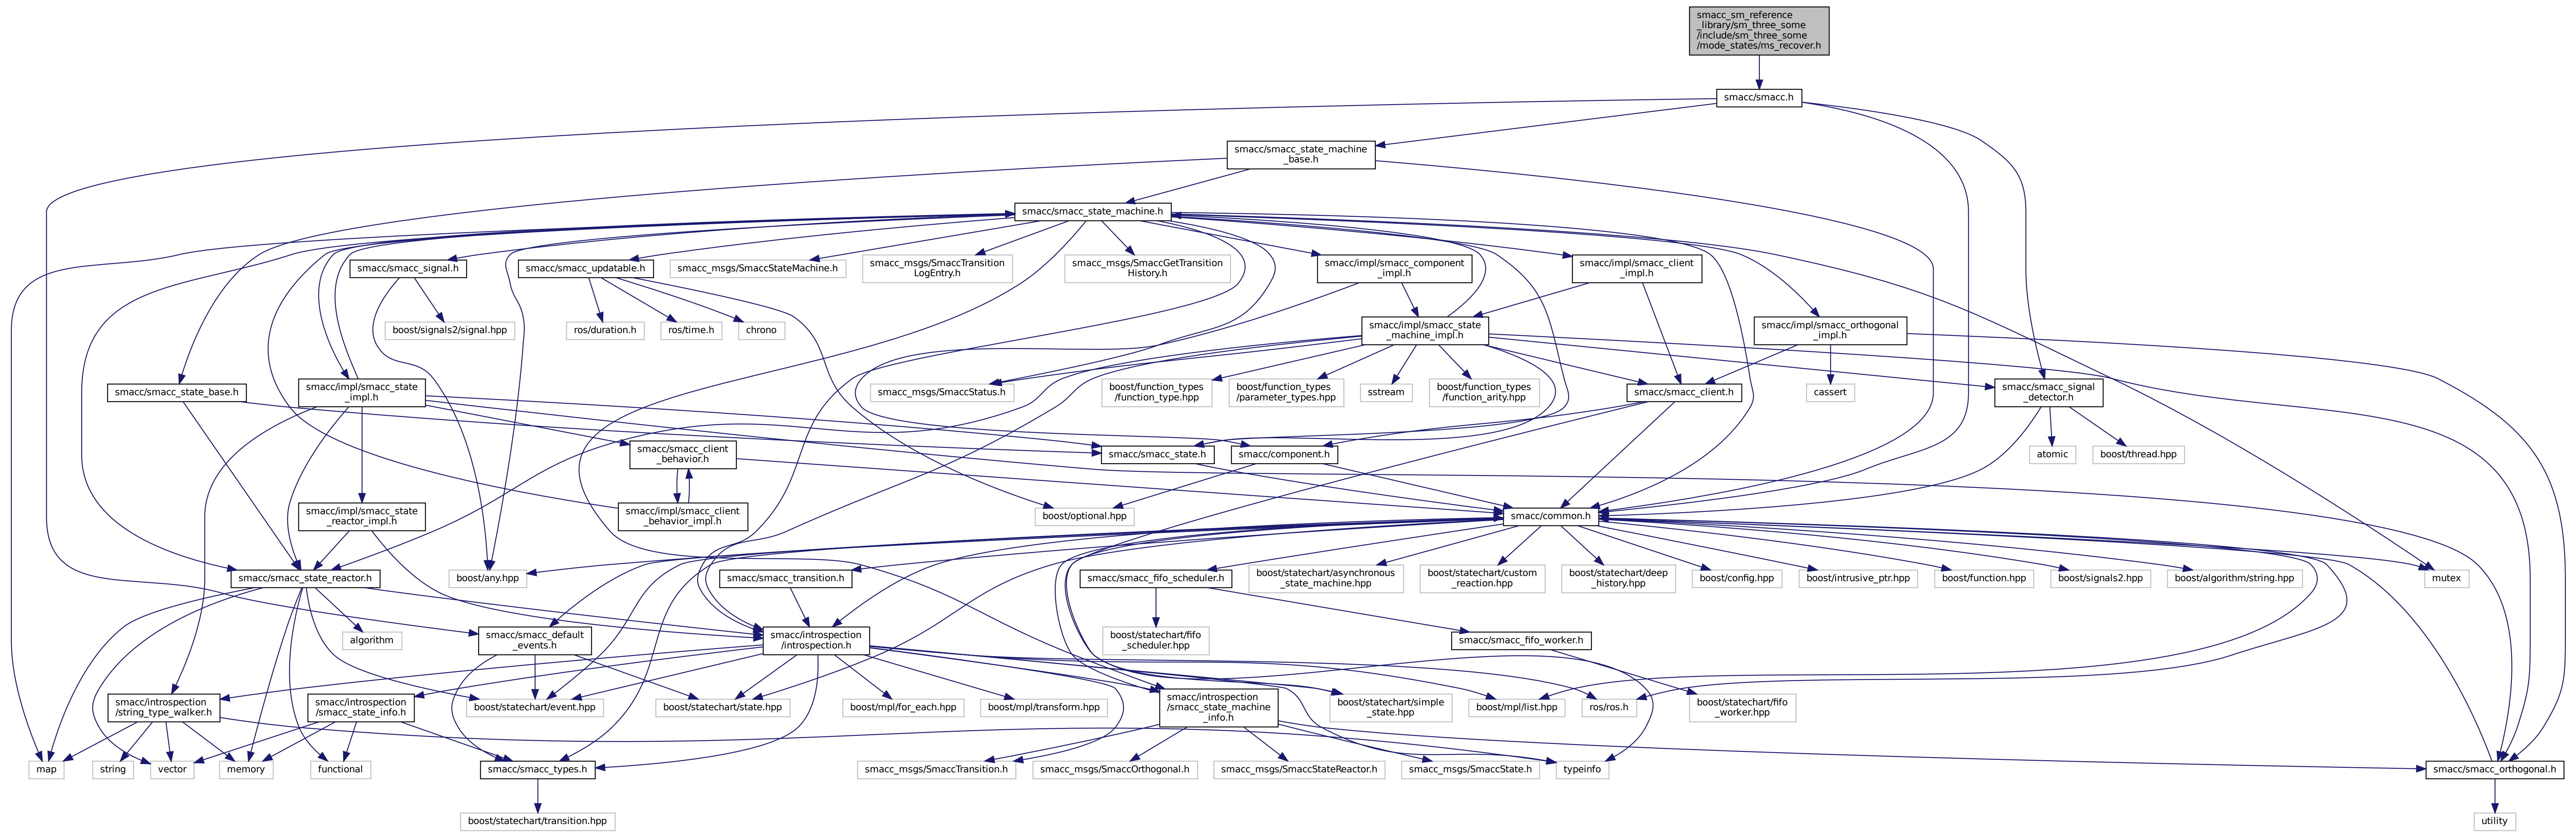 smacc_sm_reference
_library/sm_three_some
/include/sm_three_some
/mode_states/ms_recover.h
smacc/smacc.h
smacc/smacc_state_machine
_base.h
smacc/smacc_state_machine.h
smacc/smacc_signal.h
smacc/smacc_updatable.h
smacc_msgs/SmaccStateMachine.h
smacc_msgs/SmaccTransition
LogEntry.h
smacc_msgs/SmaccGetTransition
History.h
smacc/impl/smacc_component
_impl.h
smacc/impl/smacc_client
_impl.h
boost/signals2/signal.hpp
ros/duration.h
ros/time.h
chrono
smacc/impl/smacc_state
_machine_impl.h
smacc/impl/smacc_orthogonal
_impl.h
smacc/smacc_state_base.h
smacc/impl/smacc_state
_impl.h
smacc_msgs/SmaccStatus.h
boost/function_types
/function_type.hpp
boost/function_types
/parameter_types.hpp
sstream
boost/function_types
/function_arity.hpp
smacc/smacc_client.h
cassert
smacc/smacc_signal
_detector.h
smacc/smacc_client
_behavior.h
smacc/smacc_state.h
smacc/component.h
atomic
boost/thread.hpp
smacc/impl/smacc_state
_reactor_impl.h
smacc/impl/smacc_client
_behavior_impl.h
boost/optional.hpp
smacc/common.h
smacc/smacc_state_reactor.h
boost/any.hpp
smacc/smacc_transition.h
smacc/smacc_fifo_scheduler.h
boost/statechart/asynchronous
_state_machine.hpp
boost/statechart/custom
_reaction.hpp
boost/statechart/deep
_history.hpp
boost/config.hpp
boost/intrusive_ptr.hpp
boost/function.hpp
boost/signals2.hpp
boost/algorithm/string.hpp
mutex
algorithm
smacc/smacc_default
_events.h
smacc/introspection
/introspection.h
boost/statechart/fifo
_scheduler.hpp
smacc/smacc_fifo_worker.h
smacc/introspection
/string_type_walker.h
smacc/introspection
/smacc_state_info.h
boost/statechart/event.hpp
boost/statechart/state.hpp
boost/mpl/for_each.hpp
boost/mpl/transform.hpp
smacc/introspection
/smacc_state_machine
_info.h
boost/statechart/simple
_state.hpp
boost/mpl/list.hpp
ros/ros.h
boost/statechart/fifo
_worker.hpp
map
string
vector
memory
functional
smacc/smacc_types.h
smacc_msgs/SmaccTransition.h
smacc_msgs/SmaccOrthogonal.h
smacc_msgs/SmaccStateReactor.h
smacc_msgs/SmaccState.h
typeinfo
smacc/smacc_orthogonal.h
boost/statechart/transition.hpp
utility